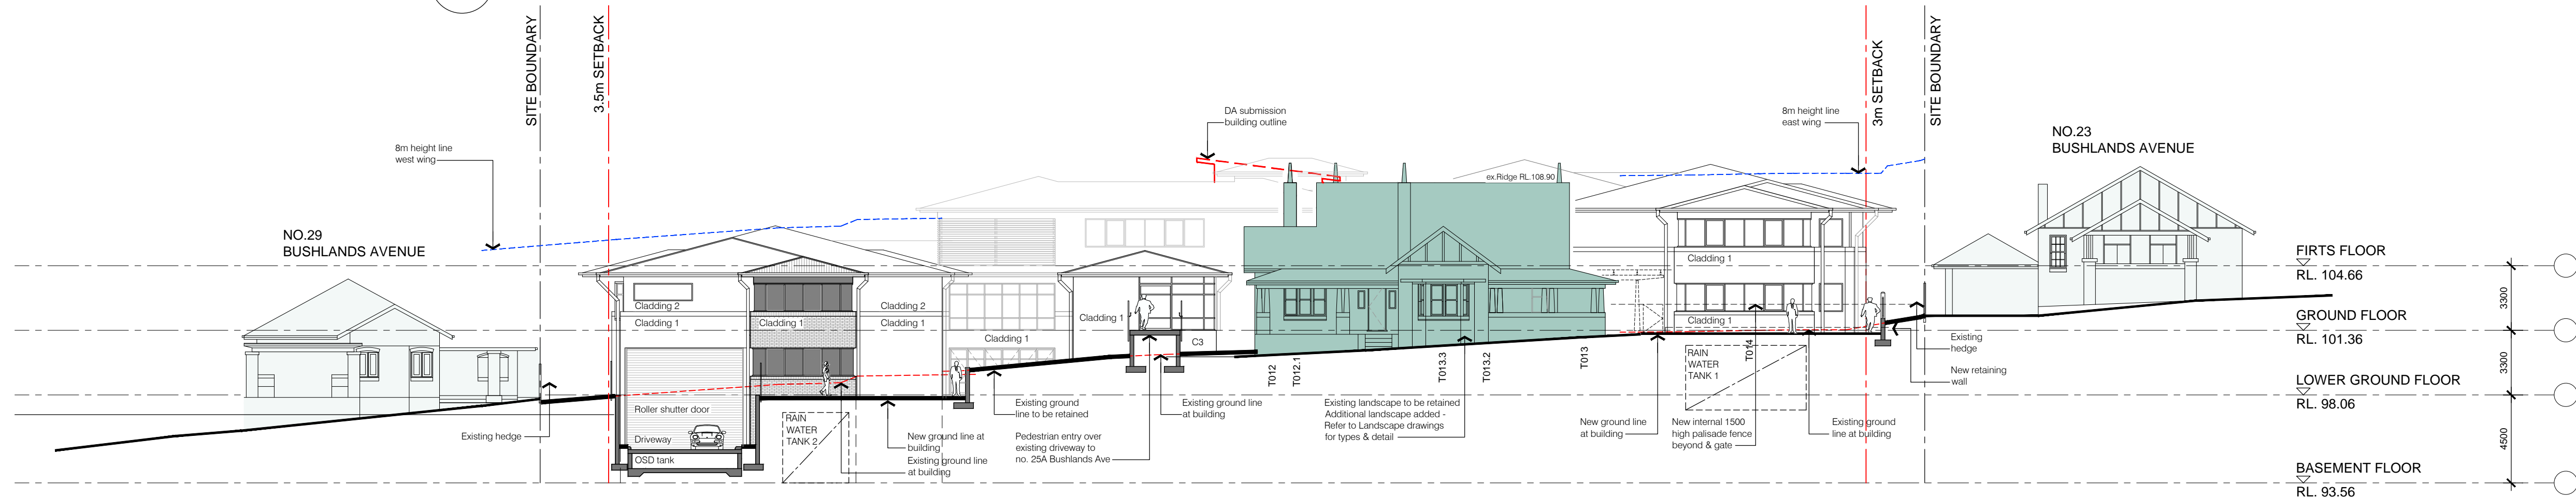 SITE BOUNDARY
3.5m SETBACK
3m SETBACK
SITE BOUNDARY
DA submission
building outline
8m height line
east wing
8m height line
west wing
NO.23
BUSHLANDS AVENUE
NO.29
BUSHLANDS AVENUE
ex.Ridge RL.108.90
FIRTS FLOOR
RL. 104.66
3300
GROUND FLOOR
RL. 101.36
3300
LOWER GROUND FLOOR
RL. 98.06
4500
BASEMENT FLOOR
RL. 93.56
Cladding 2
Cladding 1
Cladding 1
Cladding 2
Cladding 1
Cladding 1
Cladding 1
C3
Cladding 1
Cladding 1
T012
T012.1
T013.3
T013.2
T013
T014
RAIN
WATER
TANK 1
Existing
hedge
New retaining
wall
Roller shutter door
Driveway
OSD tank
RAIN
WATER
TANK 2
Existing hedge
New ground line at
building
Existing ground line
at building
Existing ground
line to be retained
Pedestrian entry over
existing driveway to
no. 25A Bushlands Ave
Existing ground line
at building
Existing landscape to be retained
Additional landscape added -
Refer to Landscape drawings
for types & detail
New ground line
at building
New internal 1500
high palisade fence
beyond & gate
Existing ground
line at building